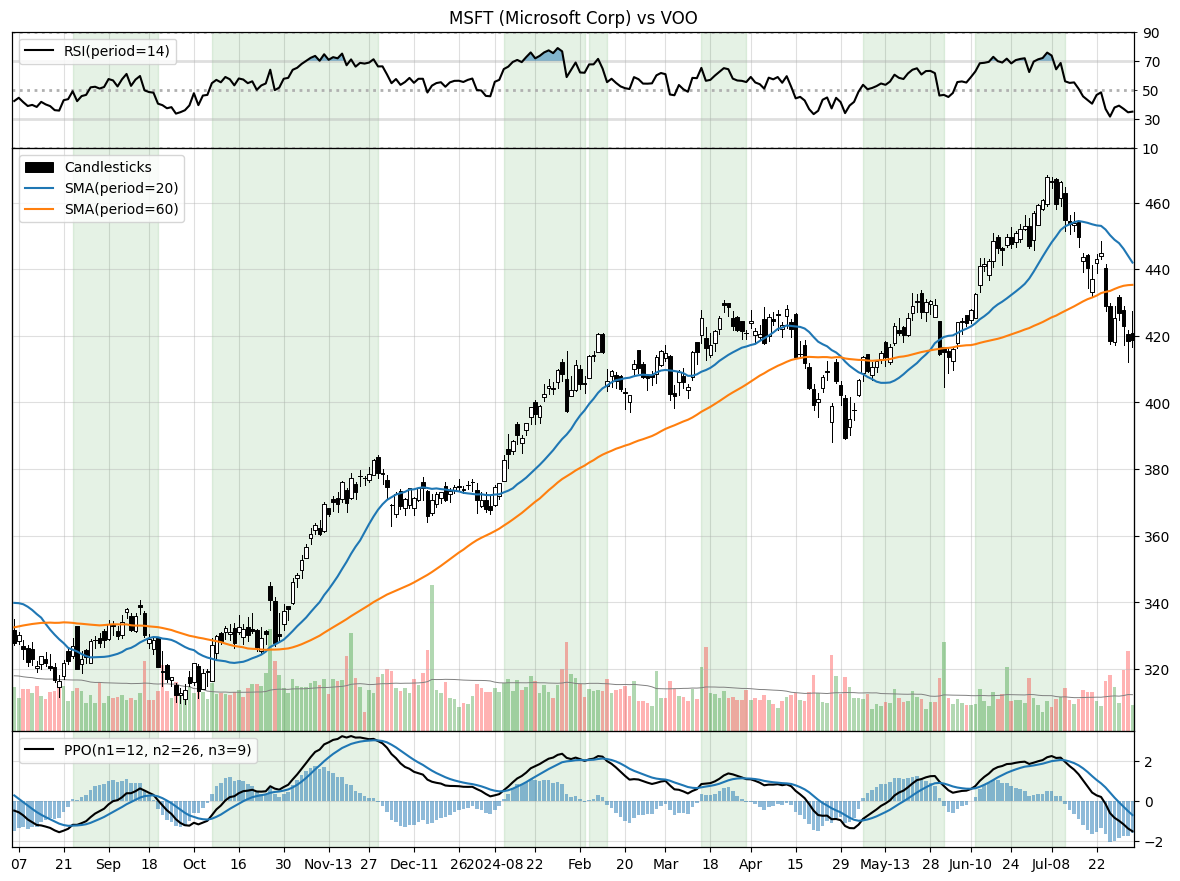 MSFT (Microsoft Corp) vs VOO
RSI(period=14)
90
70
50
30
10
Candlesticks
SMA(period=20)
SMA(period=60)
460
440
420
400
380
360
340
320
PPO(n1=12, n2=26, n3=9)
2
0
−2
07 21 Sep 18 Oct 16 30 Nov-13 27 Dec-11 26 2024-08 22 Feb 20 Mar 18 Apr 15 29 May-13 28 Jun-10 24 Jul-08 22